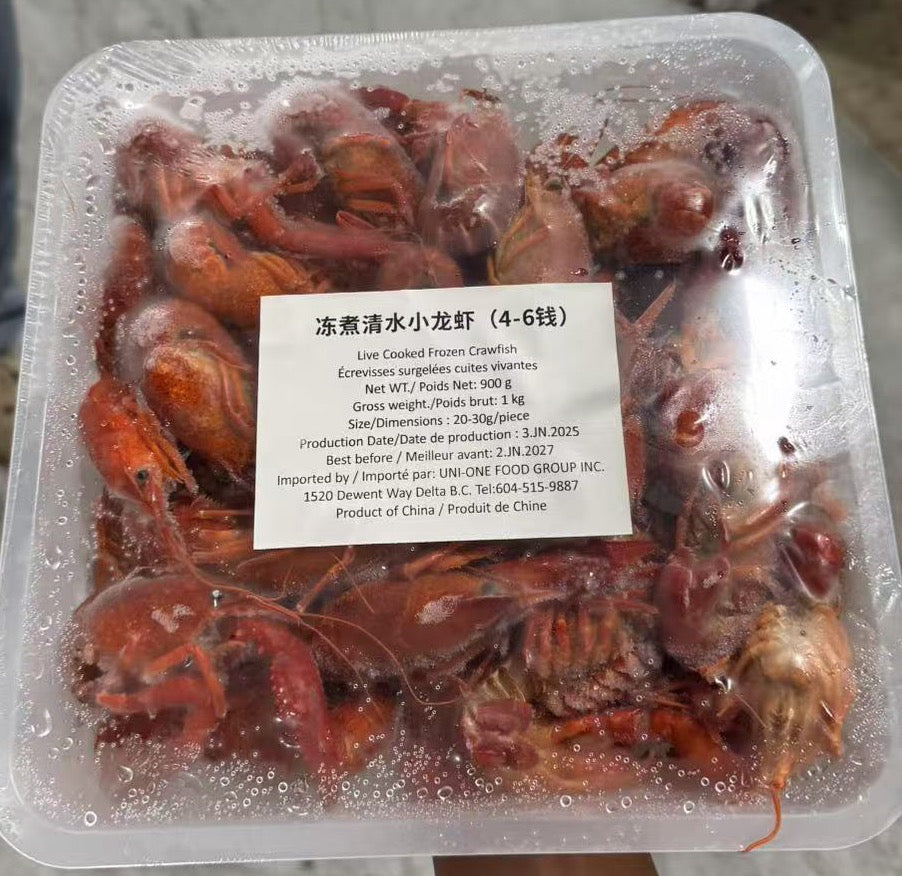 冻煮清水小龙虾（4-6钱）
Live Cooked Frozen Crawfish
Écrevisses surgelées cuites vivantes
Net WT./ Poids Net: 900 g
Gross weight./Poids brut: 1 kg
Size/Dimensions : 20-30g/piece
Production Date/Date de production : 3.JN.2025
Best before / Meilleur avant: 2.JN.2027
Imported by / Importé par: UNI-ONE FOOD GROUP INC.
1520 Dewent Way Delta B.C. Tel:604-515-9887
Product of China / Produit de Chine